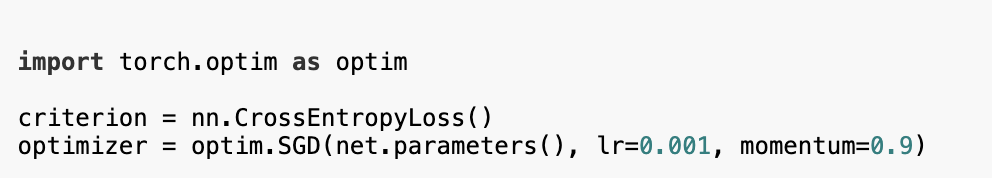 import torch.optim as optim
criterion = nn.CrossEntropyLoss()
optimizer = optim.SGD(net.parameters(), lr=0.001, momentum=0.9)